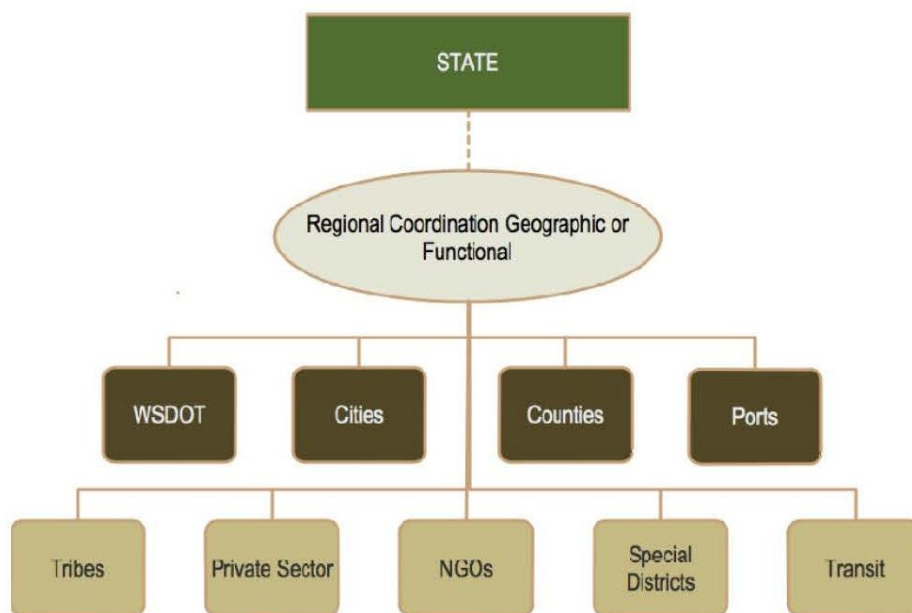 STATE
Regional Coordination Geographic or
Functional
WSDOT
Cities
Counties
Ports
Tribes
Private Sector
NGOs
Special
Districts
Transit